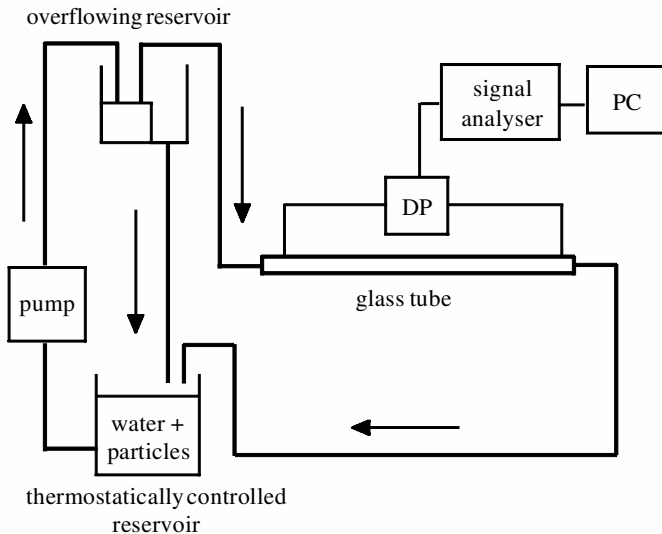 overflowing reservoir
signal
analyser
PC
DP
glass tube
pump
water +
particles
thermostatically controlled
reservoir